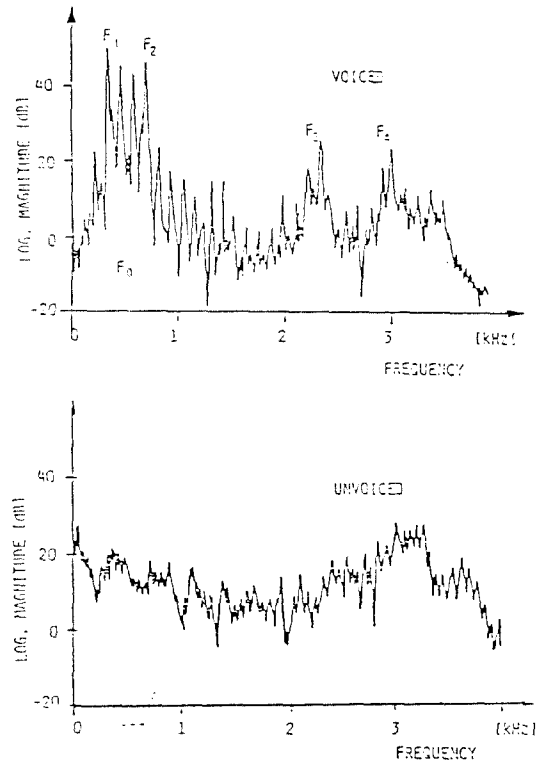 F1 F2
VOICED
40
F3 F4
20
LOG. MAGNITUDE [dB]
0
F0
-20
0 1 2 3 [kHz]
FREQUENCY
40
UNVOICED
20
LOG. MAGNITUDE [dB]
0
-20
0 1 2 3 [kHz]
FREQUENCY